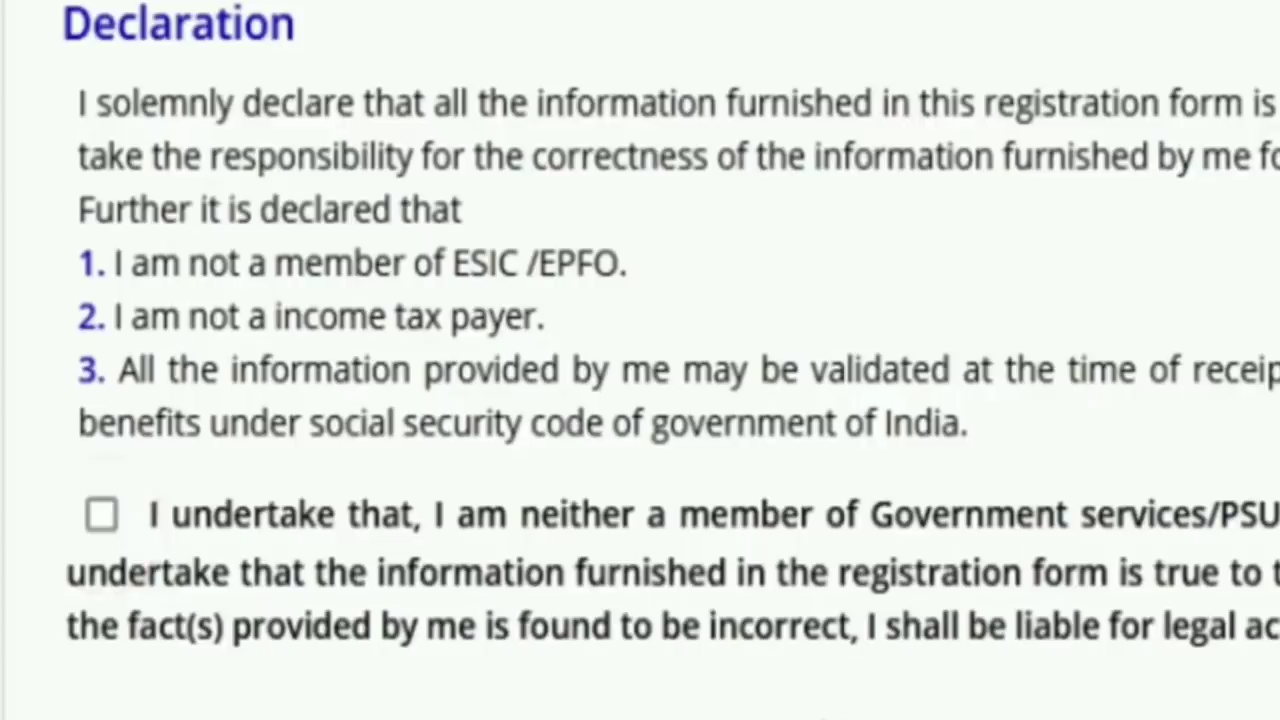 Declaration
I solemnly declare that all the information furnished in this registration form is
take the responsibility for the correctness of the information furnished by me
Further it is declared that
1. I am not a member of ESIC /EPFO.
2. I am not a income tax payer.
3. All the information provided by me may be validated at the time of
benefits under social security code of government of India.
I undertake that, I am neither a member of Government services/PSU
undertake that the information furnished in the registration form is true to
the fact(s) provided by me is found to be incorrect, I shall be liable for legal